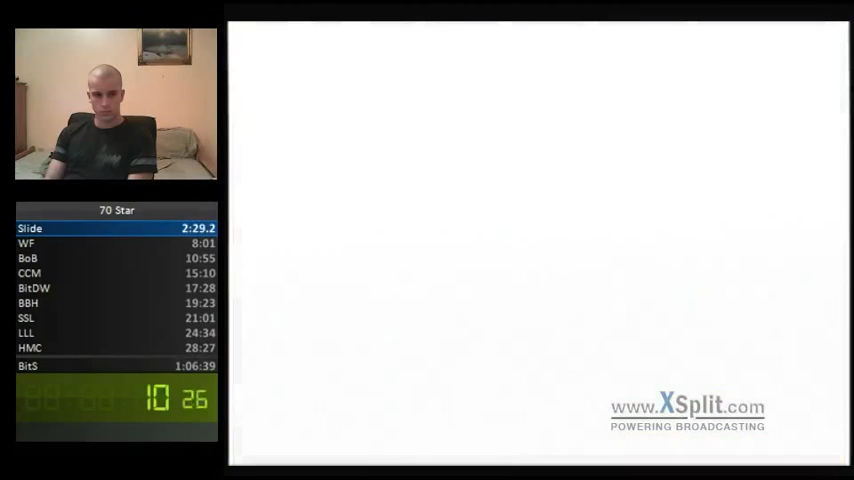 70 Star
Slide 2:29.2
WF 8:01
BoB 10:55
CCM 15:10
BitDW 17:28
BBH 19:23
SSL 21:01
LLL 24:34
HMC 28:27
BitS 1:06:39
10 26
www.XSplit.com
POWERING BROADCASTING